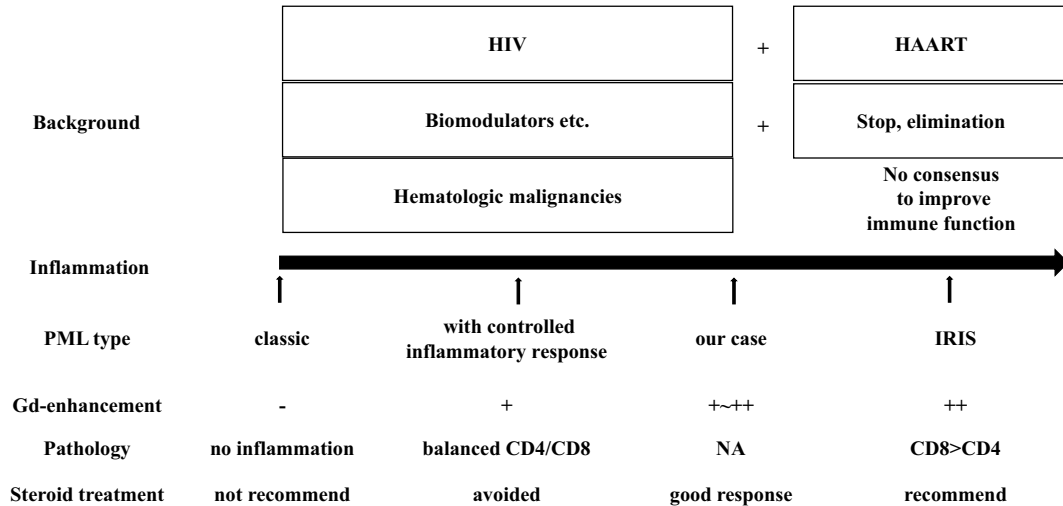 HIV + HAART
Background Biomodulators etc. + Stop, elimination
Hematologic malignancies No consensus
to improve
immune function
Inflammation
PML type classic with controlled
inflammatory response our case IRIS
Gd-enhancement - + +~++ ++
Pathology no inflammation balanced CD4/CD8 NA CD8>CD4
Steroid treatment not recommend avoided good response recommend